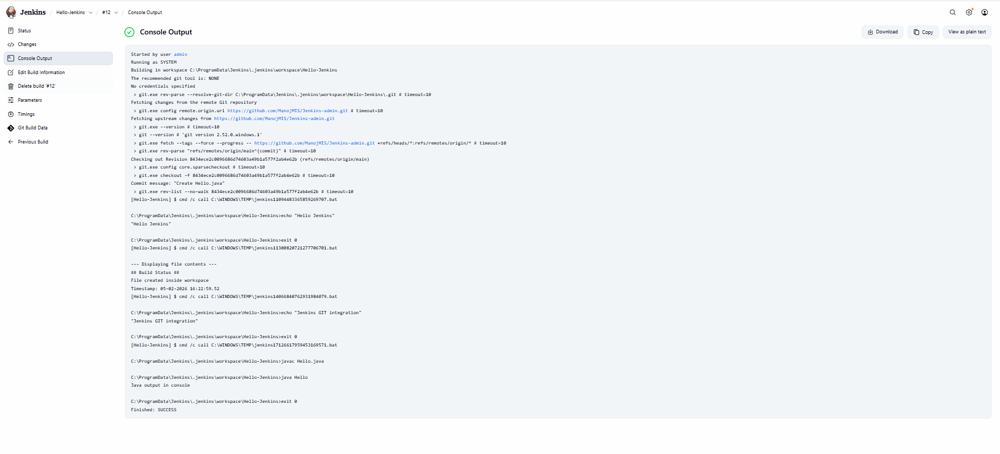 Jenkins / Hello-Jenkins / #12 / Console Output
Status
Changes
Console Output
Edit Build Information
Delete build '#12'
Parameters
Timings
Git Build Data
Previous Build
Console Output
Download
Copy
View as plain text
Started by user admin
Running as SYSTEM
Building in workspace C:\ProgramData\Jenkins\.jenkins\workspace\Hello-Jenkins
The recommended git tool is: NONE
No credentials specified
 > git.exe rev-parse --resolve-git-dir C:\ProgramData\Jenkins\.jenkins\workspace\Hello-Jenkins\.git # timeout=10
Fetching changes from the remote Git repository
 > git.exe config remote.origin.url https://github.com/ManojMIS/Jenkins-admin.git # timeout=10
Fetching upstream changes from https://github.com/ManojMIS/Jenkins-admin.git
 > git.exe --version # timeout=10
 > git --version # 'git version 2.52.0.windows.1'
 > git.exe fetch --tags --force --progress -- https://github.com/ManojMIS/Jenkins-admin.git +refs/heads/*:refs/remotes/origin/* # timeout=10
 > git.exe rev-parse "refs/remotes/origin/main^{commit}" # timeout=10
Checking out Revision 8434ece2c0096686d74603a49b1a577f2ab4e62b (refs/remotes/origin/main)
 > git.exe config core.sparsecheckout # timeout=10
 > git.exe checkout -f 8434ece2c0096686d74603a49b1a577f2ab4e62b # timeout=10
Commit message: "Create Hello.java"
 > git.exe rev-list --no-walk 8434ece2c0096686d74603a49b1a577f2ab4e62b # timeout=10
[Hello-Jenkins] $ cmd /c call C:\WINDOWS\TEMP\jenkins11094483365859269707.bat
C:\ProgramData\Jenkins\.jenkins\workspace\Hello-Jenkins>echo "Hello Jenkins"
"Hello Jenkins"
C:\ProgramData\Jenkins\.jenkins\workspace\Hello-Jenkins>exit 0
[Hello-Jenkins] $ cmd /c call C:\WINDOWS\TEMP\jenkins11300820721277706701.bat
--- Displaying file contents ---
## Build Status ##
File created inside workspace
Timestamp: 05-02-2026 16:22:59.52
[Hello-Jenkins] $ cmd /c call C:\WINDOWS\TEMP\jenkins14066840762931984079.bat
C:\ProgramData\Jenkins\.jenkins\workspace\Hello-Jenkins>echo "Jenkins GIT integration"
"Jenkins GIT integration"
C:\ProgramData\Jenkins\.jenkins\workspace\Hello-Jenkins>exit 0
[Hello-Jenkins] $ cmd /c call C:\WINDOWS\TEMP\jenkins17126617959453169571.bat
C:\ProgramData\Jenkins\.jenkins\workspace\Hello-Jenkins>javac Hello.java
C:\ProgramData\Jenkins\.jenkins\workspace\Hello-Jenkins>java Hello
Java output in console
C:\ProgramData\Jenkins\.jenkins\workspace\Hello-Jenkins>exit 0
Finished: SUCCESS